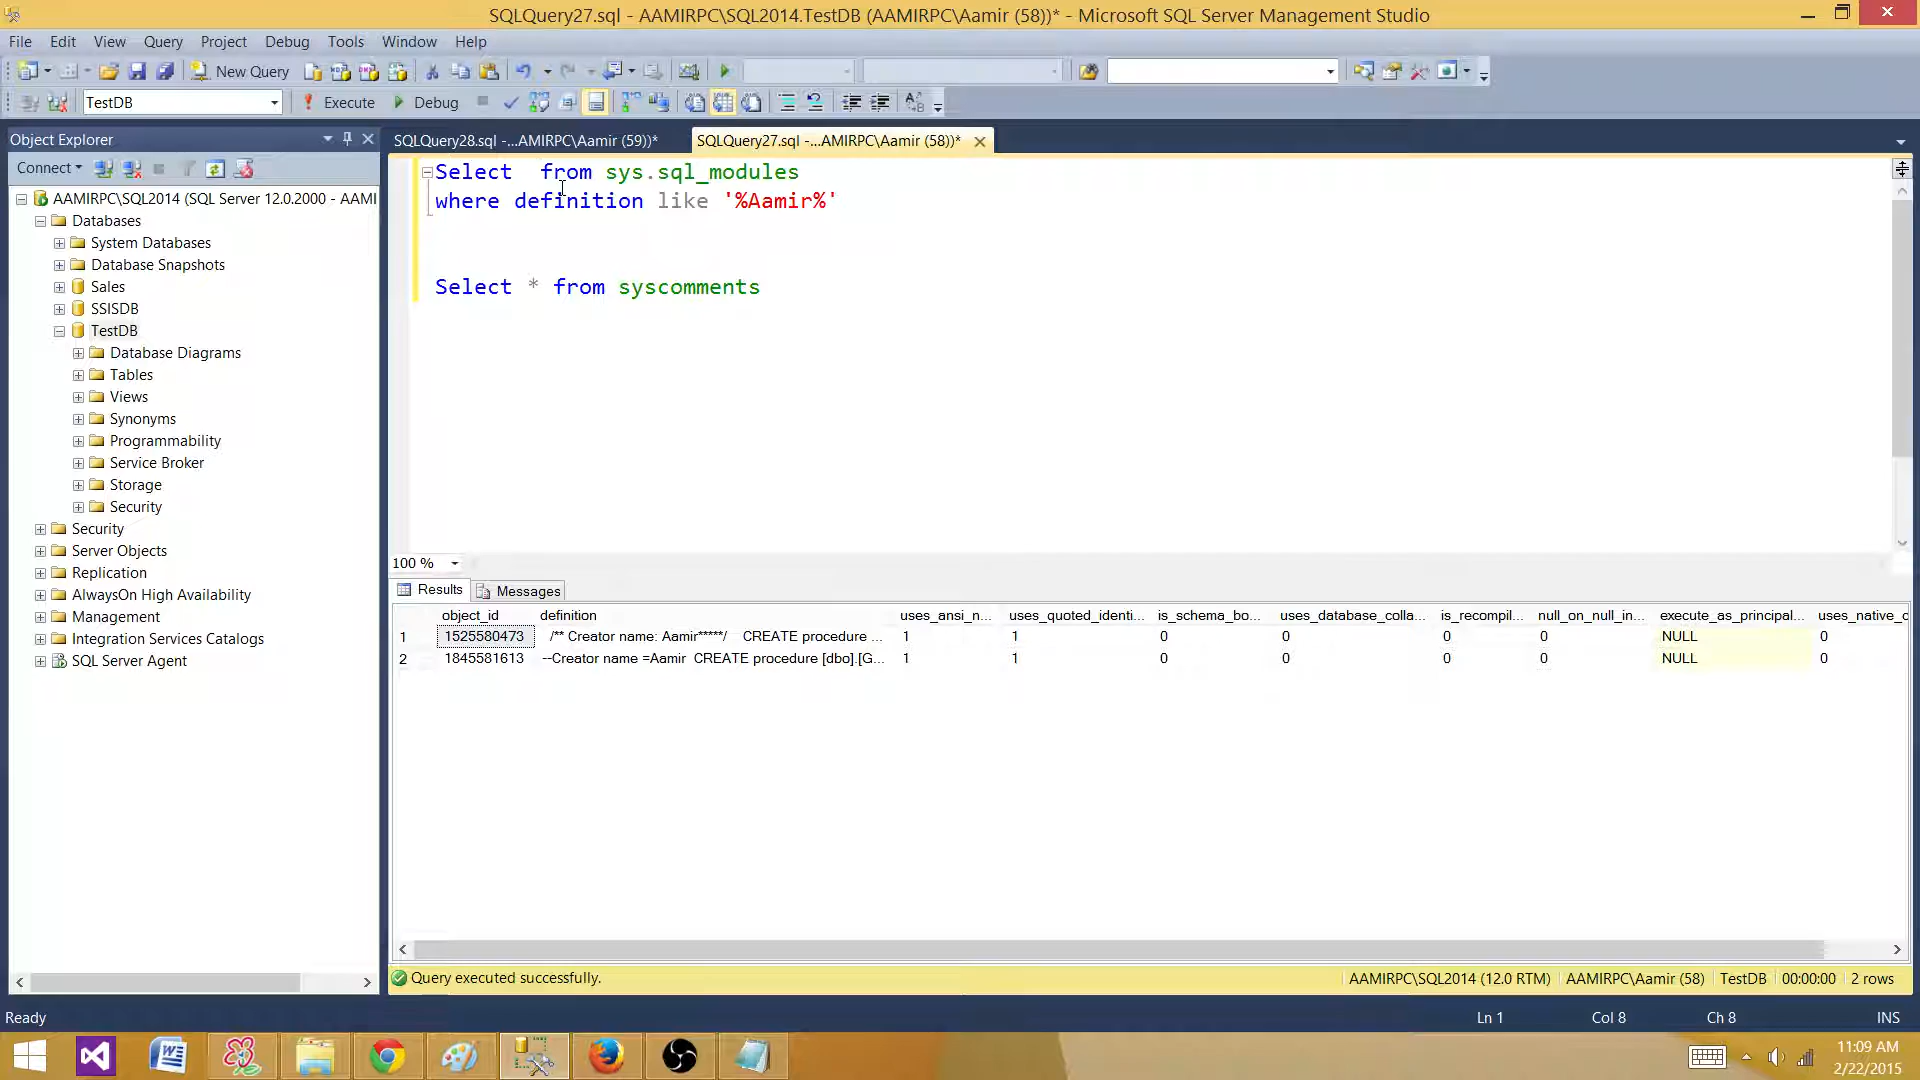 SQLQuery27.sql - AAMIRPC\SQL2014.TestDB (AAMIRPC\Aamir (58))* - Microsoft SQL Server Management Studio
File Edit View Query Project Debug Tools Window Help
New Query
TestDB Execute Debug
Object Explorer
SQLQuery28.sql -...AMIRPC\Aamir (59))* SQLQuery27.sql -...AMIRPC\Aamir (58))*
Connect
AAMIRPC\SQL2014 (SQL Server 12.0.2000 - AAMI
Databases
System Databases
Database Snapshots
Sales
SSISDB
TestDB
Database Diagrams
Tables
Views
Synonyms
Programmability
Service Broker
Storage
Security
Security
Server Objects
Replication
AlwaysOn High Availability
Management
Integration Services Catalogs
SQL Server Agent
Select  from sys.sql_modules
where definition like '%Aamir%'
Select * from syscomments
100 %
Results Messages
object_id definition uses_ansi_n... uses_quoted_identi... is_schema_bo... uses_database_colla... is_recompil... null_on_null_in... execute_as_principal... uses_native_c
1 1525580473 /** Creator name: Aamir*****/ CREATE procedure ... 1 1 0 0 0 0 NULL 0
2 1845581613 --Creator name =Aamir CREATE procedure [dbo].[G... 1 1 0 0 0 0 NULL 0
Query executed successfully. AAMIRPC\SQL2014 (12.0 RTM) AAMIRPC\Aamir (58) TestDB 00:00:00 2 rows
Ready Ln 1 Col 8 Ch 8 INS
11:09 AM
2/22/2015